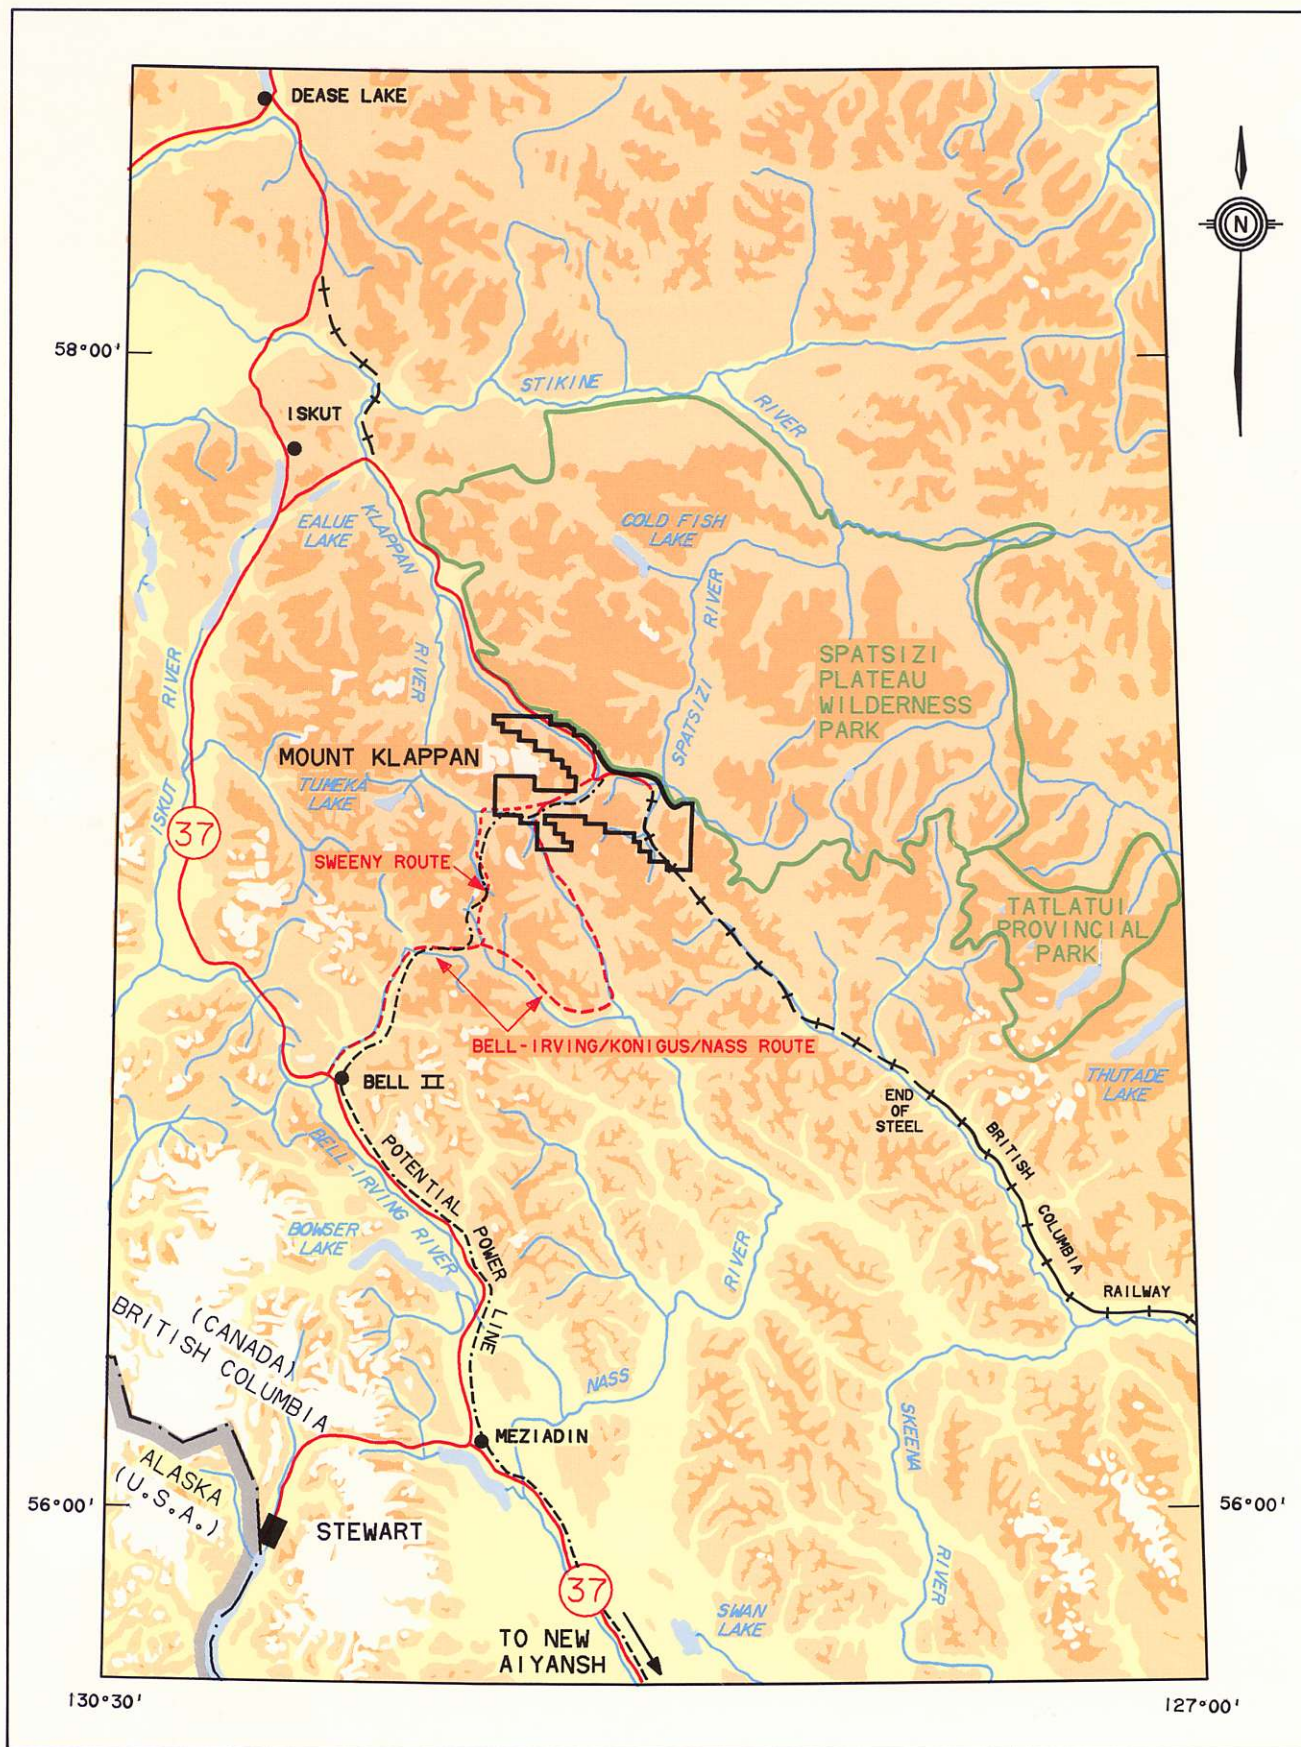 DEASE LAKE
N
58°00'
STIKINE
RIVER
ISKUT
EALUE
LAKE
KLAPPAN
RIVER
COLD FISH
LAKE
SPATSIZI
RIVER
SPATSIZI
PLATEAU
WILDERNESS
PARK
ISKUT
RIVER
MOUNT KLAPPAN
TUMEKA
LAKE
37
SWEENY ROUTE
TATLATUI
PROVINCIAL
PARK
BELL-IRVING/KONIGUS/NASS ROUTE
THUTADE
LAKE
BELL II
END
OF
STEEL
BRITISH
COLUMBIA
RAILWAY
BELL-IRVING RIVER
POTENTIAL
POWER
LINE
BOWSER
LAKE
NASS
RIVER
(CANADA)
BRITISH COLUMBIA
ALASKA
(U.S.A.)
MEZIADIN
SKEENA
RIVER
56°00'
56°00'
STEWART
37
SWAN
LAKE
TO NEW
AIYANSH
130°30'
127°00'